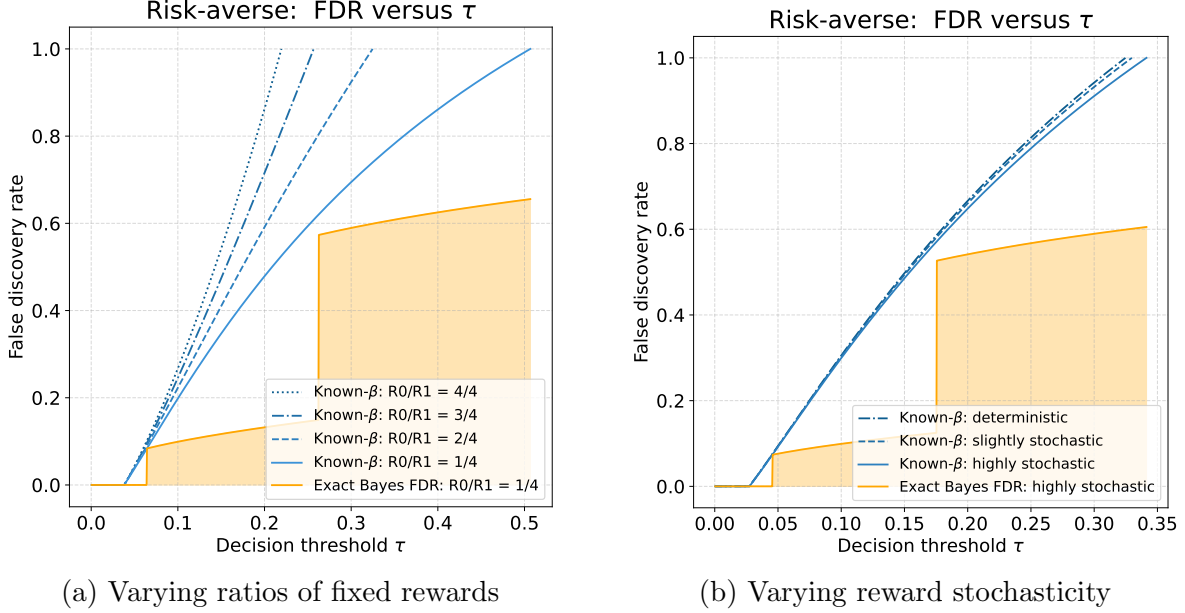 Risk-averse:  FDR versus τ
1.0
0.8
0.6
0.4
0.2
0.0
False discovery rate
Known-β: R0/R1 = 4/4
Known-β: R0/R1 = 3/4
Known-β: R0/R1 = 2/4
Known-β: R0/R1 = 1/4
Exact Bayes FDR: R0/R1 = 1/4
0.0 0.1 0.2 0.3 0.4 0.5
Decision threshold τ
(a) Varying ratios of fixed rewards
Risk-averse:  FDR versus τ
1.0
0.8
0.6
0.4
0.2
0.0
False discovery rate
Known-β: deterministic
Known-β: slightly stochastic
Known-β: highly stochastic
Exact Bayes FDR: highly stochastic
0.00 0.05 0.10 0.15 0.20 0.25 0.30 0.35
Decision threshold τ
(b) Varying reward stochasticity